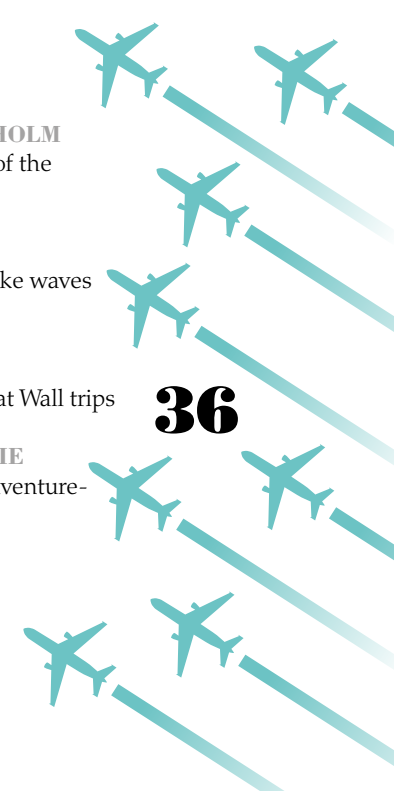 HOLM
of the
ke waves
at Wall trips
36
IE
venture-